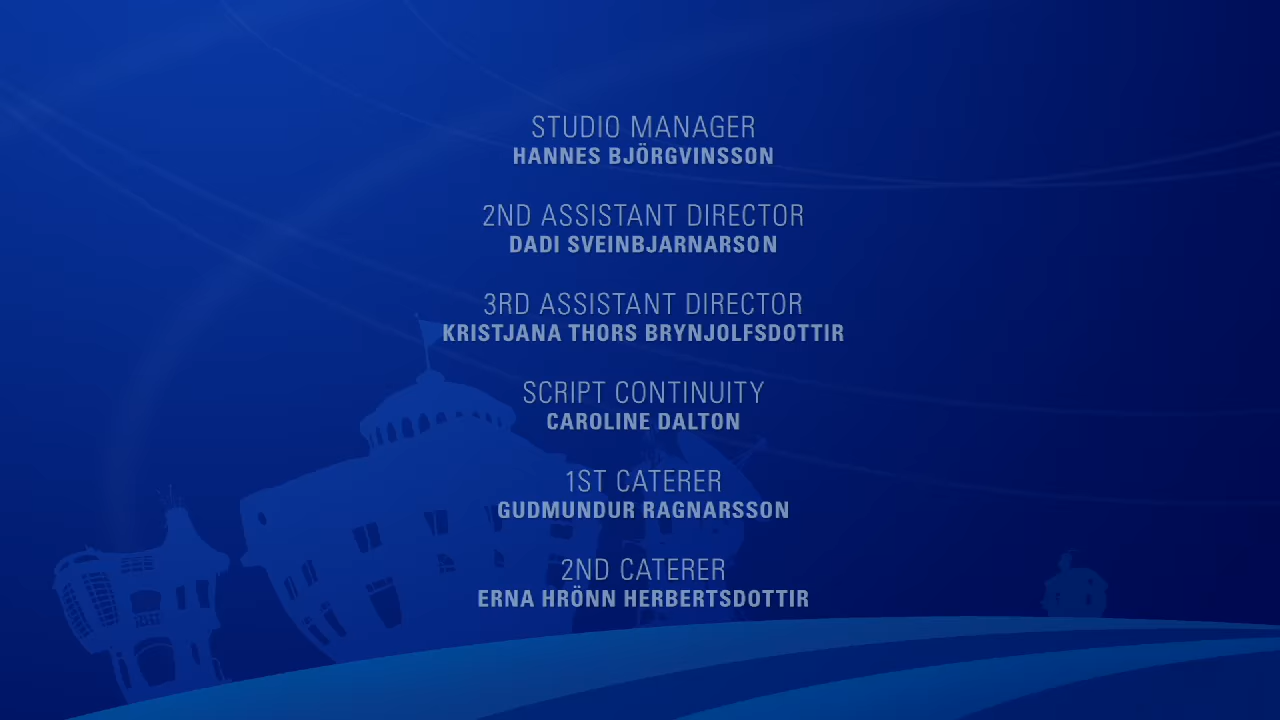 STUDIO MANAGER
HANNES BJÖRGVINSSON
2ND ASSISTANT DIRECTOR
DADI SVEINBJARNARSON
3RD ASSISTANT DIRECTOR
KRISTJANA THORS BRYNJOLFSDOTTIR
SCRIPT CONTINUITY
CAROLINE DALTON
1ST CATERER
GUDMUNDUR RAGNARSSON
2ND CATERER
ERNA HRÖNN HERBERTSDOTTIR